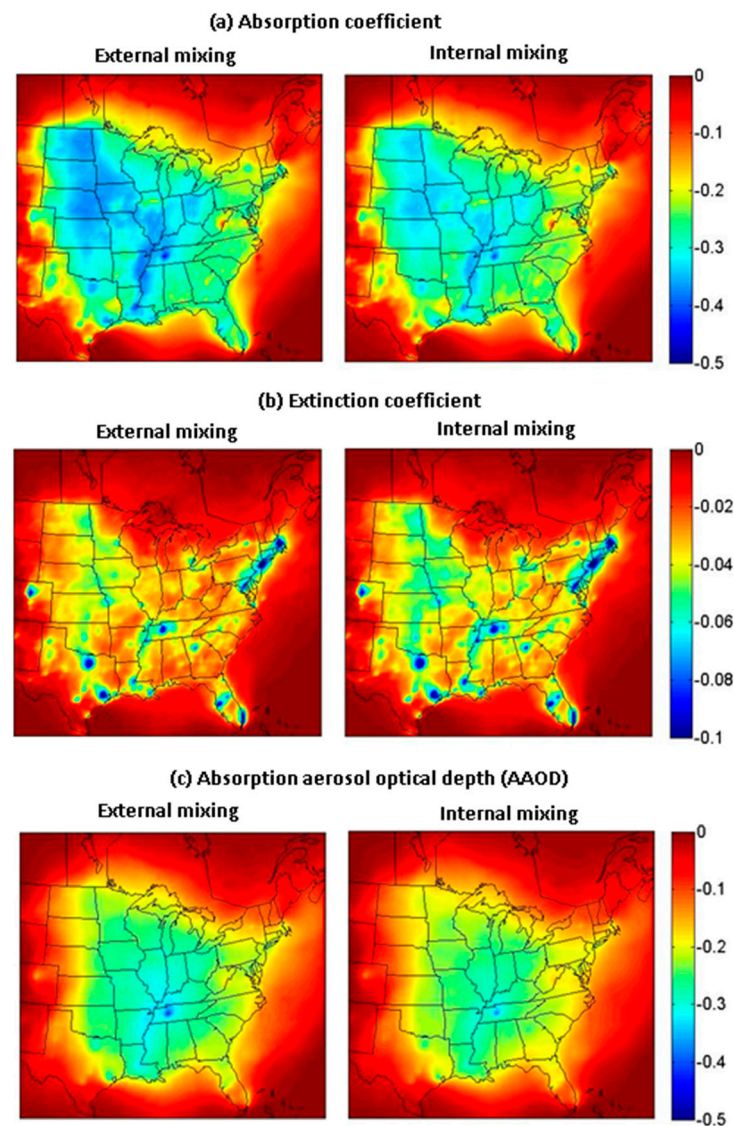 (a) Absorption coefficient
External mixing
Internal mixing
0
-0.1
-0.2
-0.3
-0.4
-0.5
(b) Extinction coefficient
External mixing
Internal mixing
0
-0.02
-0.04
-0.06
-0.08
-0.1
(c) Absorption aerosol optical depth (AAOD)
External mixing
Internal mixing
0
-0.1
-0.2
-0.3
-0.4
-0.5